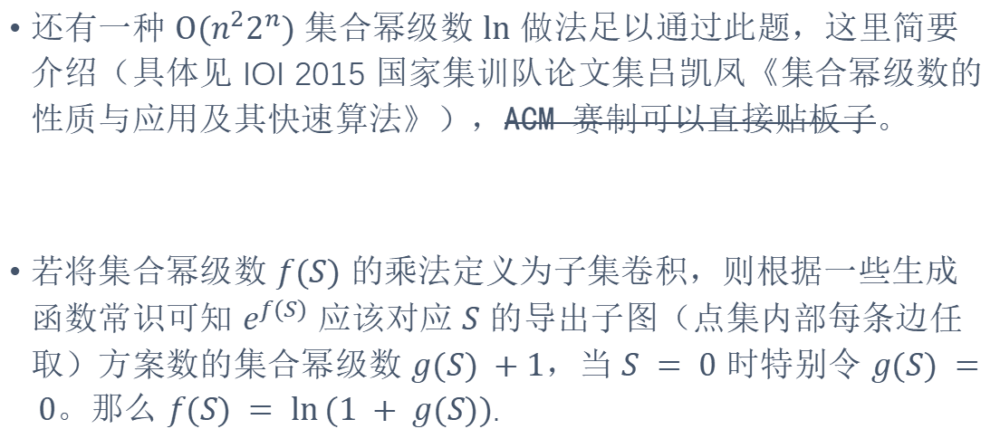 • 还有一种 O(n²2ⁿ) 集合幂级数 ln 做法足以通过此题，这里简要
介绍（具体见 IOI 2015 国家集训队论文集吕凯风《集合幂级数的
性质与应用及其快速算法》），ACM 赛制可以直接贴板子。
• 若将集合幂级数 f(S) 的乘法定义为子集卷积，则根据一些生成
函数常识可知 e^{f(S)} 应该对应 S 的导出子图（点集内部每条边任
取）方案数的集合幂级数 g(S) + 1，当 S = 0 时特别令 g(S) =
0。那么 f(S) = ln (1 + g(S)).